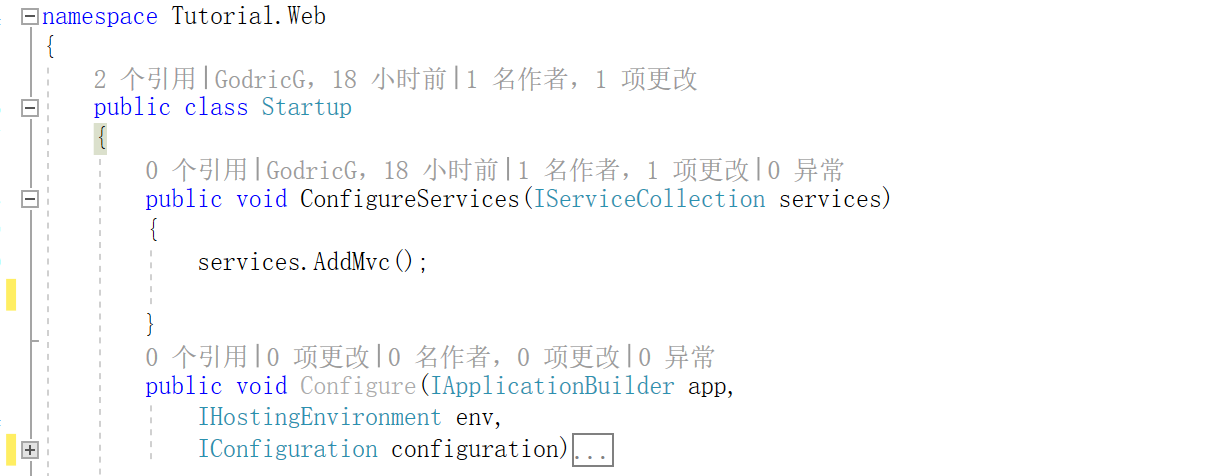 namespace Tutorial.Web
{
2 个引用|GodricG，18 小时前|1 名作者，1 项更改
public class Startup
{
0 个引用|GodricG，18 小时前|1 名作者，1 项更改|0 异常
public void ConfigureServices(IServiceCollection services)
{
services.AddMvc();
}
0 个引用|0 项更改|0 名作者，0 项更改|0 异常
public void Configure(IApplicationBuilder app,
IHostingEnvironment env,
IConfiguration configuration)...